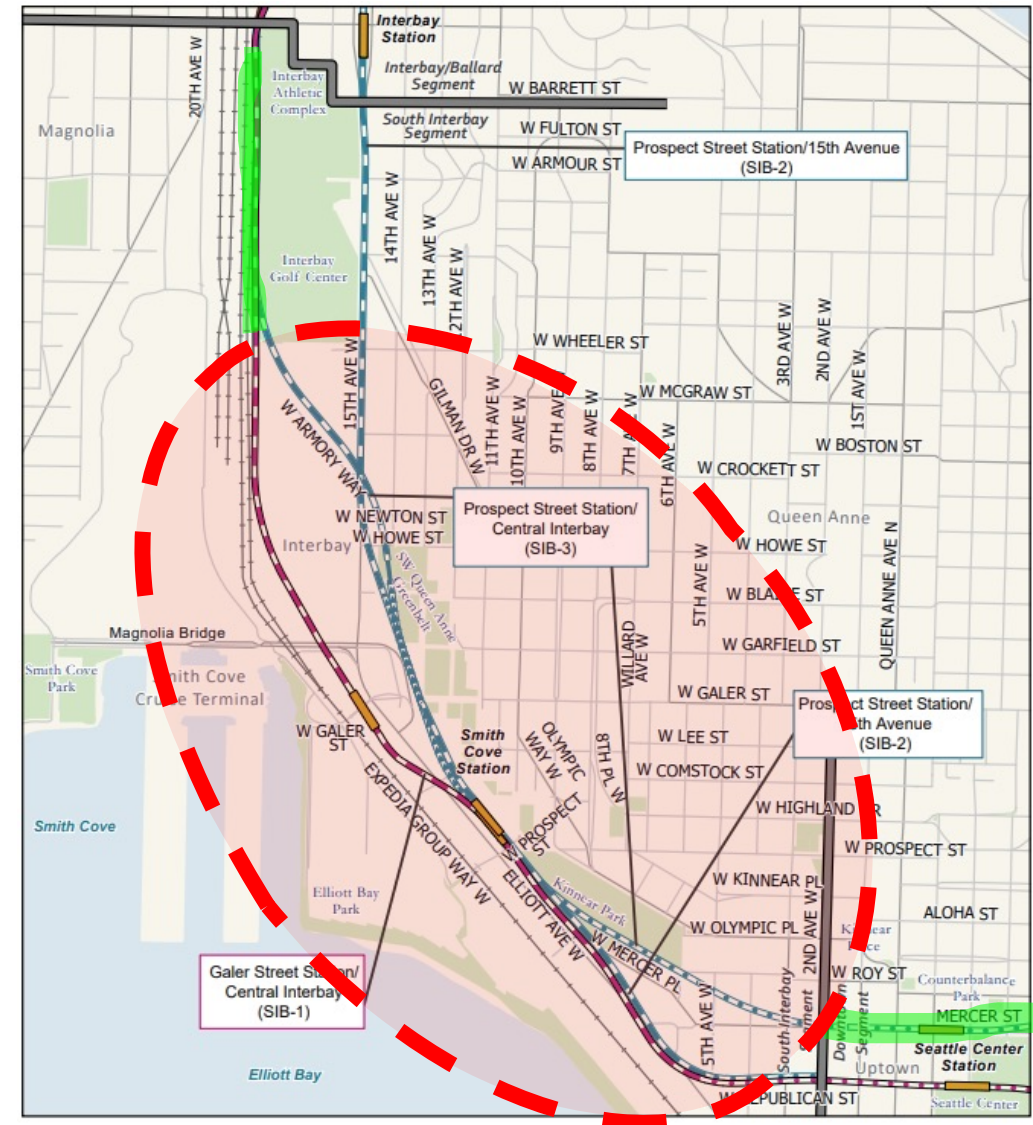 Interbay
Station
20TH AVE W
Interbay
Athletic
Complex
Interbay/Ballard
Segment
W BARRETT ST
Magnolia
South Interbay
Segment
W FULTON ST
W ARMOUR ST
Prospect Street Station/15th Avenue
(SIB-2)
14TH AVE W
13TH AVE W
2TH AVE W
Interbay
Golf Center
3RD AVE W
2ND AVE W
1ST AVE W
W WHEELER ST
15TH AVE W
GILMAN DR W
11TH AVE W
10TH AVE W
9TH AVE W
8TH AVE W
7TH AVE W
6TH AVE W
W MCGRAW ST
W BOSTON ST
W CROCKETT ST
W ARMORY WAY
W NEWTON ST
W HOWE ST
Interbay
SW Queen Anne
Greenbelt
Prospect Street Station/
Central Interbay
(SIB-3)
Queen Anne
W HOWE ST
5TH AVE W
QUEEN ANNE AVE N
W GARFIELD ST
WILLARD
AVE W
Magnolia Bridge
Smith Cove
Park
Smith Cove
Terminal
W GALER ST
W GALER
ST
Smith
Cove
Station
OLYMPIC
WAY W
8TH PL W
W LEE ST
W COMSTOCK ST
Prospect Street Station/
Avenue
(SIB-2)
EXPEDIA GROUP WAY W
W PROSPECT
ST
W HIGHLAND
W PROSPECT ST
Smith Cove
ELLIOTT AVE W
Kinnear Park
W KINNEAR PL
Elliott Bay
Park
W OLYMPIC PL
2ND AVE W
ALOHA ST
W MERCER PL
Galer Street Station/
Central Interbay
(SIB-1)
5TH AVE W
South Interbay
Segment
Downtown
Segment
W ROY ST
Counterbalance
Park
MERCER ST
Seattle Center
Station
Uptown
Elliott Bay
W REPUBLICAN ST
Seattle Center